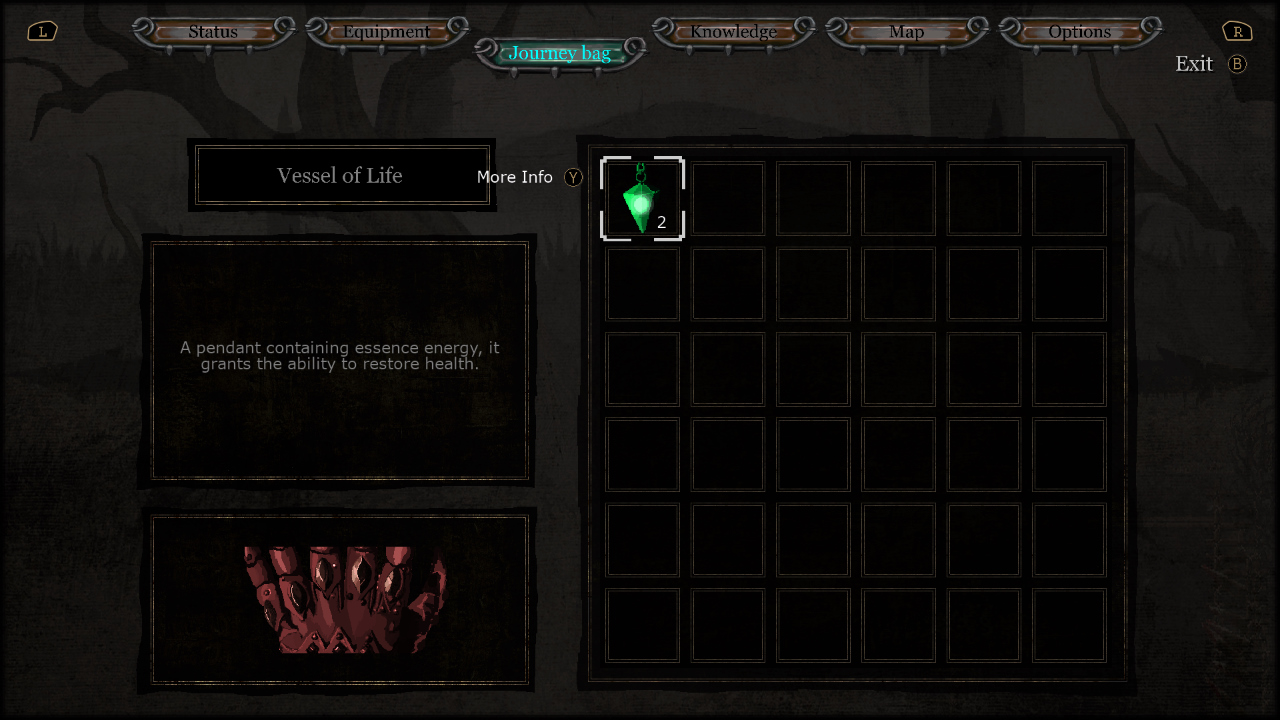 L
Status
Equipment
Journey bag
Knowledge
Map
Options
R
Exit B
Vessel of Life
More Info Y
2
A pendant containing essence energy, it
grants the ability to restore health.